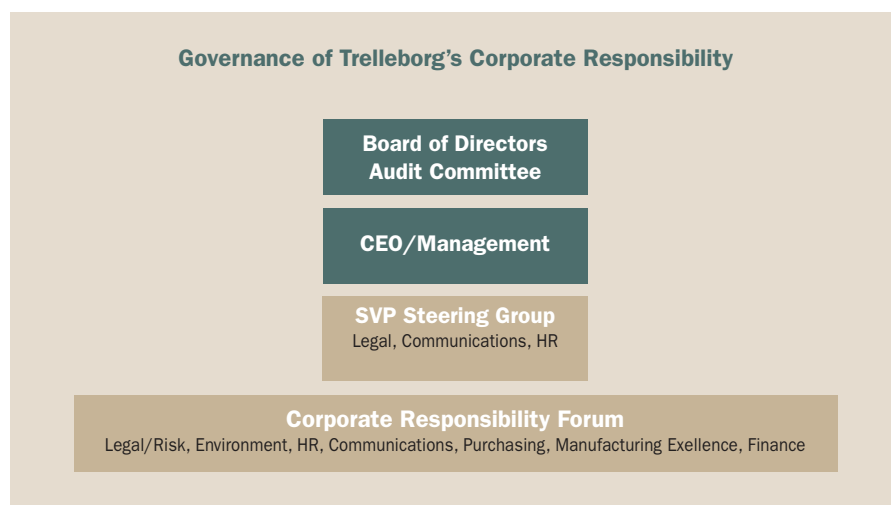 Governance of Trelleborg's Corporate Responsibility
Board of Directors
Audit Committee
CEO/Management
SVP Steering Group
Legal, Communications, HR
Corporate Responsibility Forum
Legal/Risk, Environment, HR, Communications, Purchasing, Manufacturing Exellence, Finance